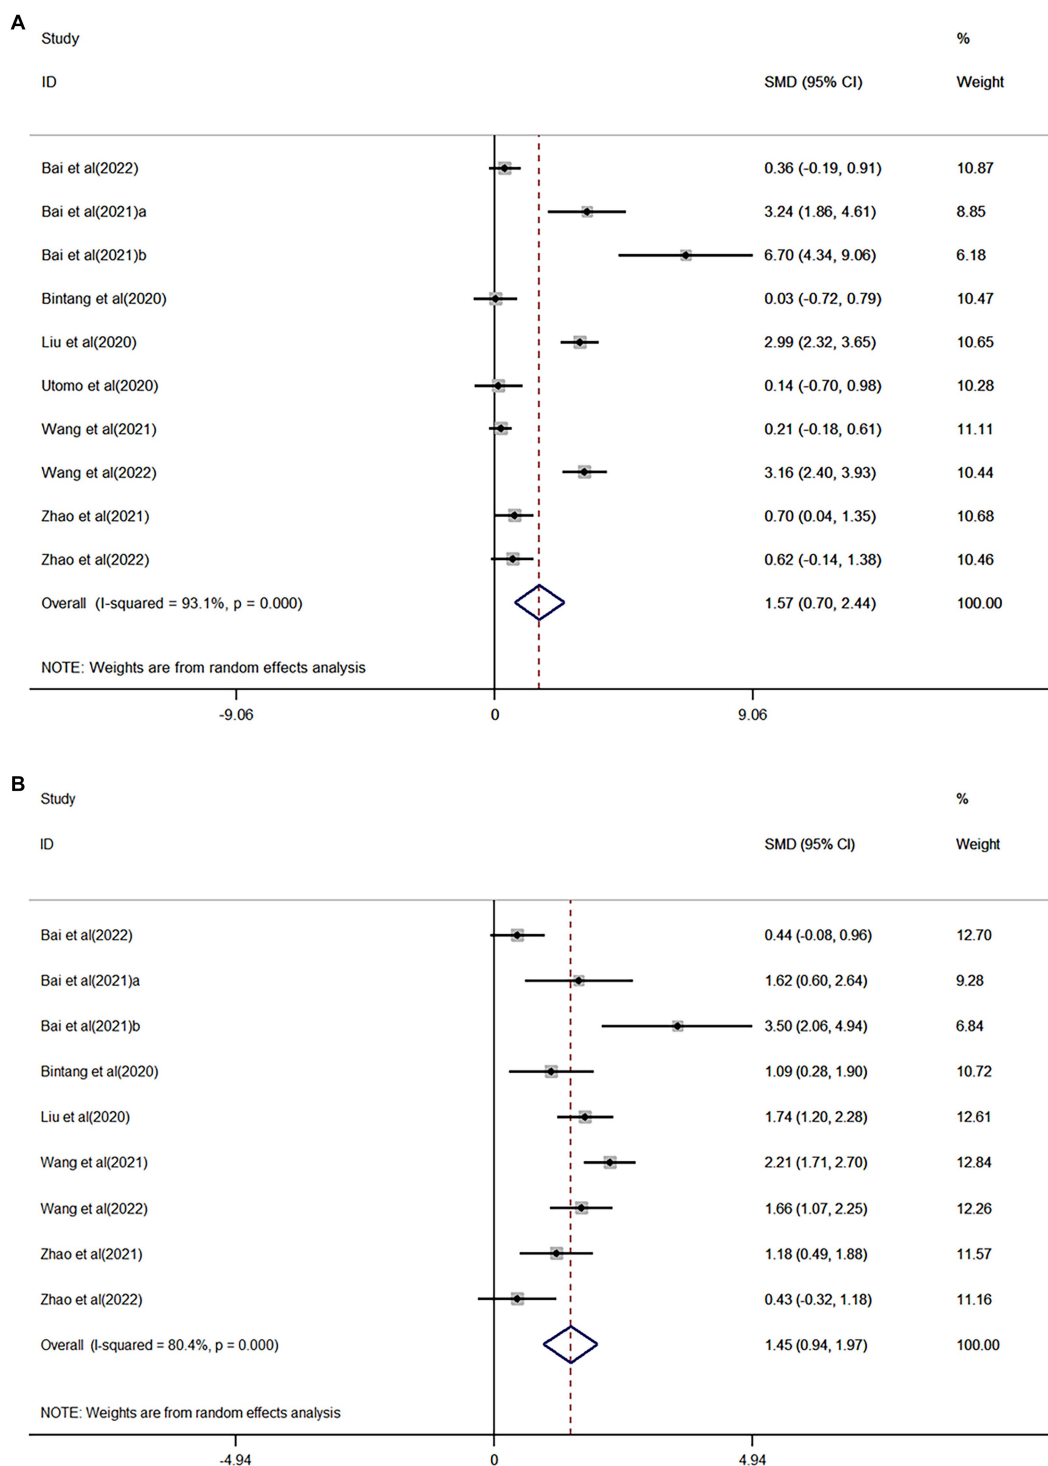 A
Study %
ID SMD (95% CI) Weight
Bai et al(2022) 0.36 (-0.19, 0.91) 10.87
Bai et al(2021)a 3.24 (1.86, 4.61) 8.85
Bai et al(2021)b 6.70 (4.34, 9.06) 6.18
Bintang et al(2020) 0.03 (-0.72, 0.79) 10.47
Liu et al(2020) 2.99 (2.32, 3.65) 10.65
Utomo et al(2020) 0.14 (-0.70, 0.98) 10.28
Wang et al(2021) 0.21 (-0.18, 0.61) 11.11
Wang et al(2022) 3.16 (2.40, 3.93) 10.44
Zhao et al(2021) 0.70 (0.04, 1.35) 10.68
Zhao et al(2022) 0.62 (-0.14, 1.38) 10.46
Overall (I-squared = 93.1%, p = 0.000) 1.57 (0.70, 2.44) 100.00
NOTE: Weights are from random effects analysis
-9.06 0 9.06
B
Study %
ID SMD (95% CI) Weight
Bai et al(2022) 0.44 (-0.08, 0.96) 12.70
Bai et al(2021)a 1.62 (0.60, 2.64) 9.28
Bai et al(2021)b 3.50 (2.06, 4.94) 6.84
Bintang et al(2020) 1.09 (0.28, 1.90) 10.72
Liu et al(2020) 1.74 (1.20, 2.28) 12.61
Wang et al(2021) 2.21 (1.71, 2.70) 12.84
Wang et al(2022) 1.66 (1.07, 2.25) 12.26
Zhao et al(2021) 1.18 (0.49, 1.88) 11.57
Zhao et al(2022) 0.43 (-0.32, 1.18) 11.16
Overall (I-squared = 80.4%, p = 0.000) 1.45 (0.94, 1.97) 100.00
NOTE: Weights are from random effects analysis
-4.94 0 4.94